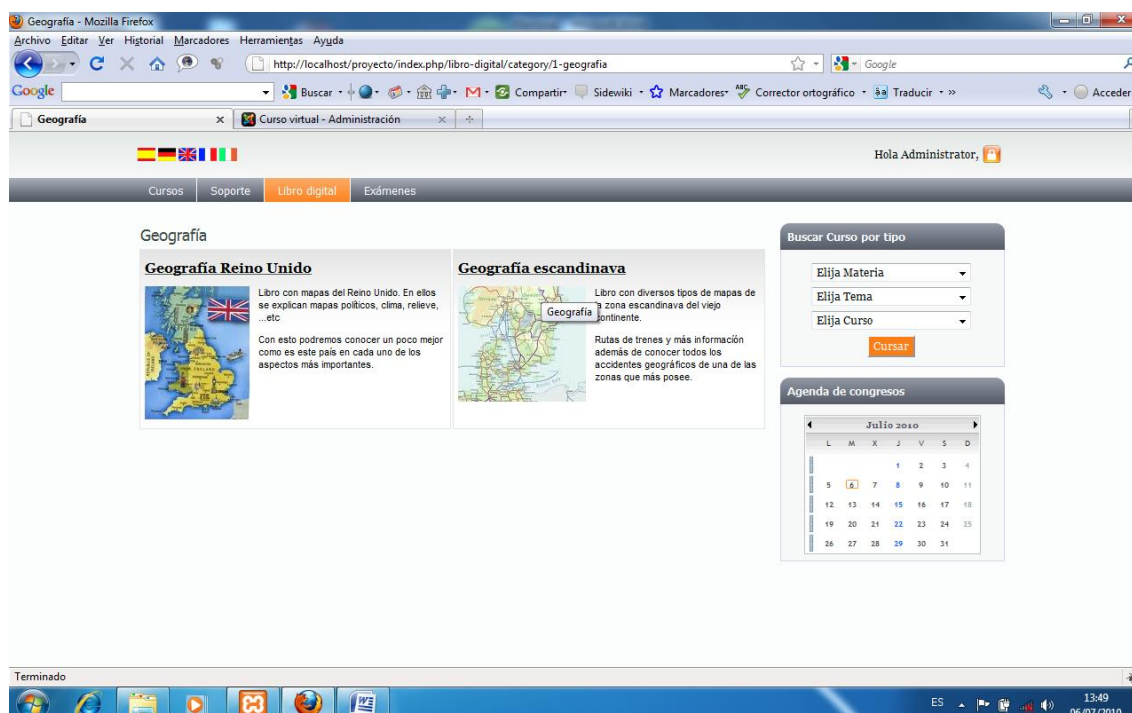 Geografía - Mozilla Firefox
Archivo Editar Ver Historial Marcadores Herramientas Ayuda
http://localhost/proyecto/index.php/libro-digital/category/1-geografia
Google
Google
Buscar
Compartir
Sidewiki
Marcadores
Corrector ortográfico
Traducir
Acceder
Geografía
Curso virtual - Administración
Hola Administrator,
Cursos Soporte Libro digital Exámenes
Geografía
Geografía Reino Unido
Libro con mapas del Reino Unido. En ellos
se explican mapas políticos, clima, relieve,
...etc
Con esto podremos conocer un poco mejor
como es este país en cada uno de los
aspectos más importantes.
Geografía escandinava
Libro con diversos tipos de mapas de
la zona escandinava del viejo
continente.
Geografía
Rutas de trenes y más información
además de conocer todos los
accidentes geográficos de una de las
zonas que más posee.
Buscar Curso por tipo
Elija Materia
Elija Tema
Elija Curso
Cursar
Agenda de congresos
Julio 2010
L M X J V S D
1 2 3 4
5 6 7 8 9 10 11
12 13 14 15 16 17 18
19 20 21 22 23 24 25
26 27 28 29 30 31
Terminado
ES
13:49
06/07/2010